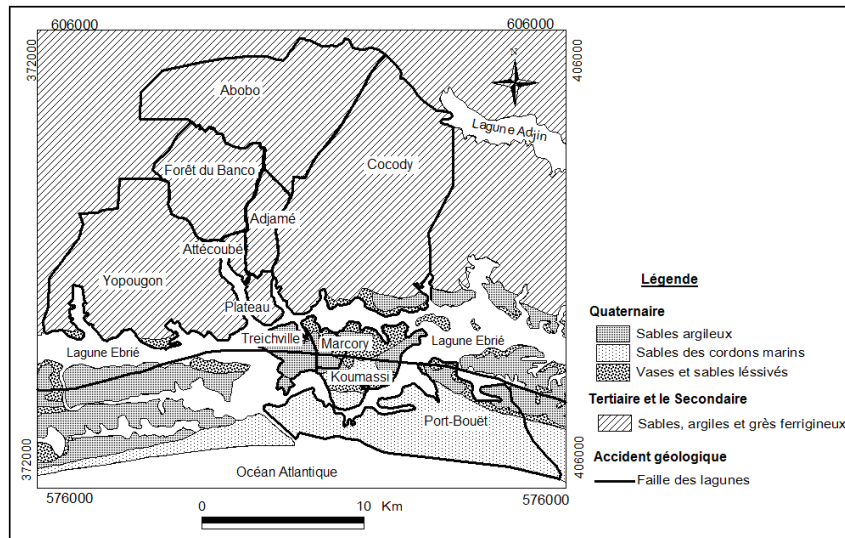 606000
606000
372000
406000
N
Abobo
Lagune Adjin
Forêt du Banco
Cocody
Adjamé
Attécoubé
Yopougon
Plateau
Treichville
Marcory
Lagune Ebrié
Lagune Ebrié
Koumassi
Port-Bouët
Océan Atlantique
372000
406000
576000
576000
0
10 Km
Légende
Quaternaire
Sables argileux
Sables des cordons marins
Vases et sables léssivés
Tertiaire et le Secondaire
Sables, argiles et grès ferrigineux
Accident géologique
Faille des lagunes